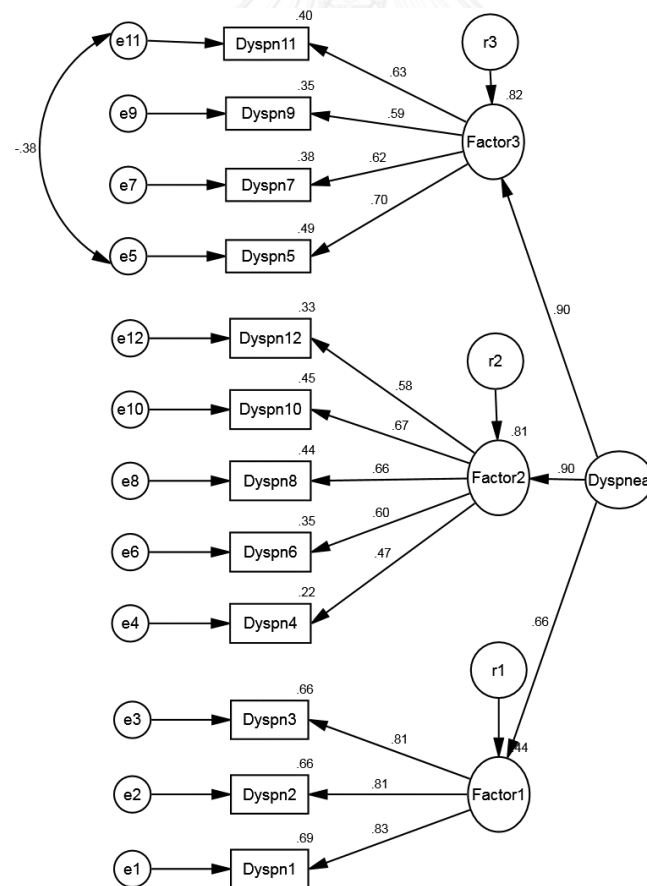 .40
e11
Dyspn11
r3
.63
.82
.35
e9
Dyspn9
.59
Factor3
-.38
.38
e7
Dyspn7
.62
.70
.49
e5
Dyspn5
.33
e12
Dyspn12
.90
r2
.58
.45
e10
Dyspn10
.67
.81
.44
e8
Dyspn8
.66
Factor2
.90
Dyspnea
.35
e6
Dyspn6
.60
.47
.22
e4
Dyspn4
.66
r1
.66
e3
Dyspn3
.81
.44
.66
e2
Dyspn2
.81
Factor1
.83
.69
e1
Dyspn1